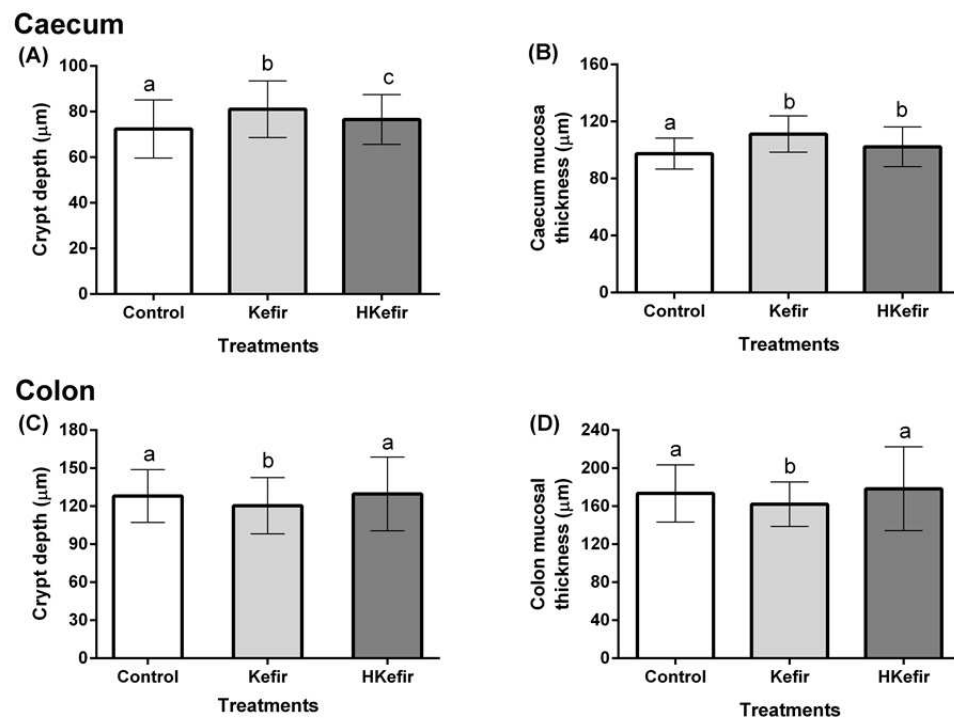 Caecum
(A)
Crypt depth (μm)
100
80
60
40
20
0
a
b
c
Control
Kefir
HKefir
Treatments
(B)
Caecum mucosa
thickness (μm)
160
120
80
40
0
a
b
b
Control
Kefir
HKefir
Treatments
Colon
(C)
Crypt depth (μm)
180
150
120
90
60
30
0
a
b
a
Control
Kefir
HKefir
Treatments
(D)
Colon mucosal
thickness (μm)
240
200
160
120
80
40
0
a
b
a
Control
Kefir
HKefir
Treatments